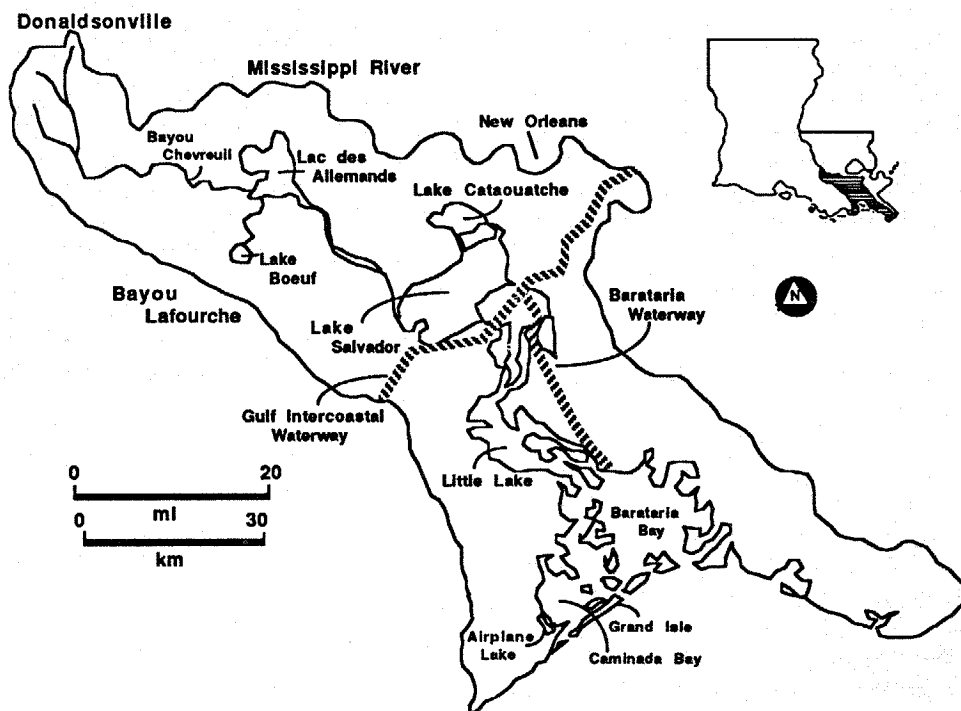 Donaldsonville
Mississippi River
New Orleans
Bayou
Chevreuil
Lac des
Allemands
Lake Cataouatche
Lake
Boeuf
Bayou
Lafourche
Lake
Salvador
Barataria
Waterway
N
Gulf Intercoastal
Waterway
Little Lake
0 20
mi
0 30
km
Barataria
Bay
Grand Isle
Airplane
Lake
Caminada Bay